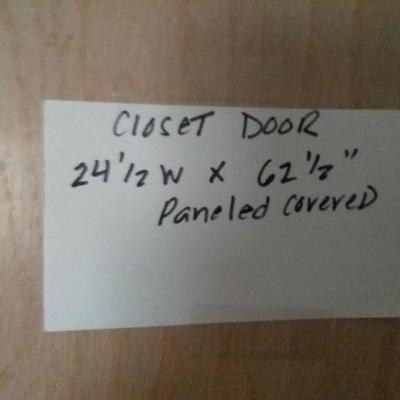 CLOSET DOOR
24 1/2 W x 62 1/2"
Paneled covereD